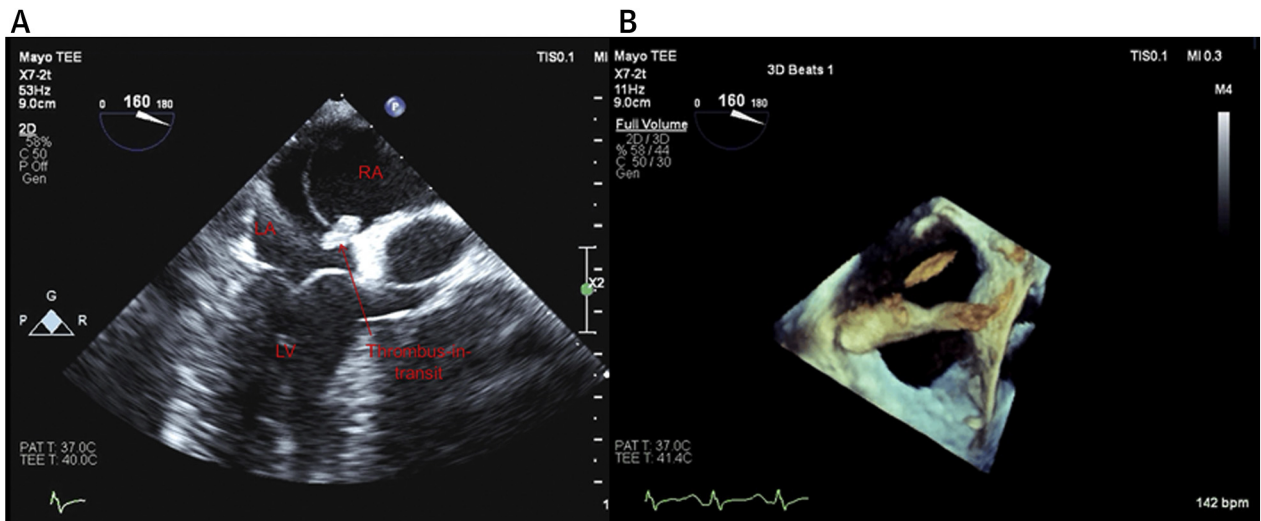 A
Mayo TEE
TIS0.1 MI
X7-2t
53Hz
9.0cm
0 160 180
P
2D
58%
C 50
P Off
Gen
RA
LA
X2
G
P R
LV
Thrombus-in-
transit
PAT T: 37.0C
TEE T: 40.0C
1
B
Mayo TEE
TIS0.1 MI 0.3
X7-2t
3D Beats 1
11Hz
9.0cm
M4
0 160 180
Full Volume
2D / 3D
% 58 / 44
C 50 / 30
Gen
PAT T: 37.0C
TEE T: 41.4C
142 bpm